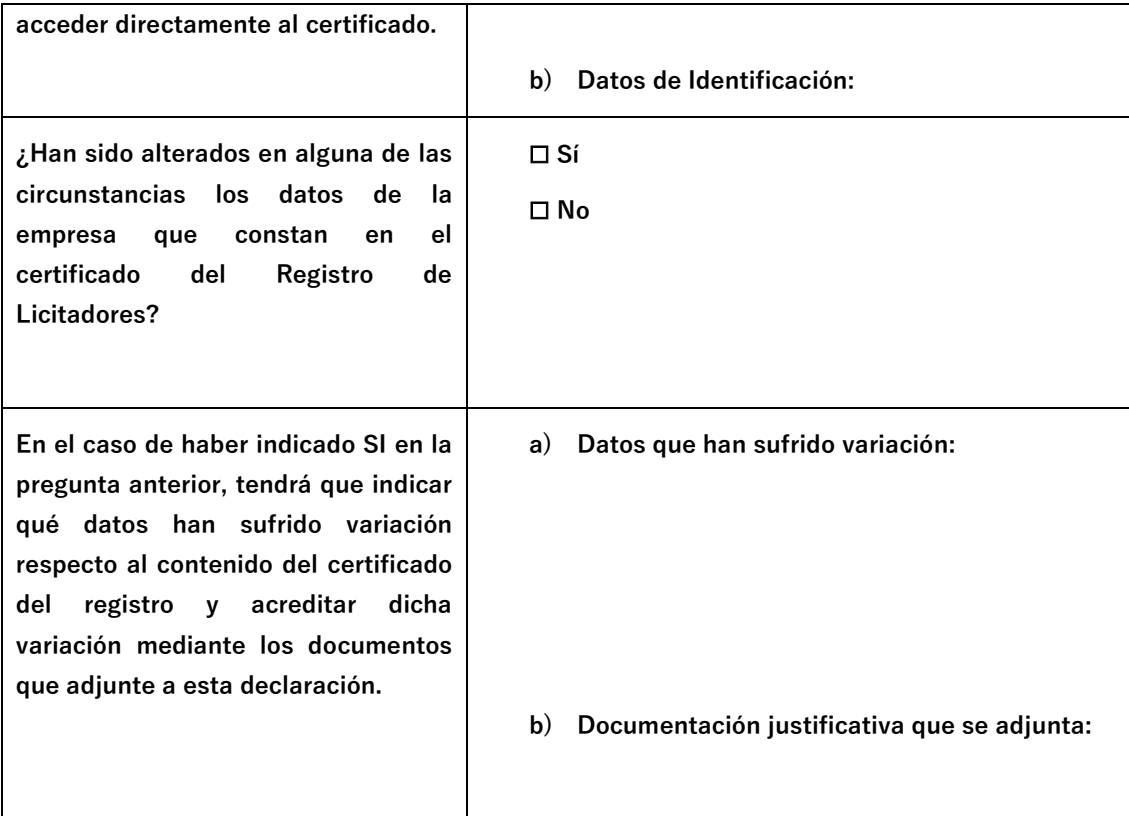 acceder directamente al certificado.
b) Datos de Identificación:
¿Han sido alterados en alguna de las
circunstancias los datos de la
empresa que constan en el
certificado del Registro de
Licitadores?
☐ Sí
☐ No
En el caso de haber indicado SI en la
pregunta anterior, tendrá que indicar
qué datos han sufrido variación
respecto al contenido del certificado
del registro y acreditar dicha
variación mediante los documentos
que adjunte a esta declaración.
a) Datos que han sufrido variación:
b) Documentación justificativa que se adjunta: